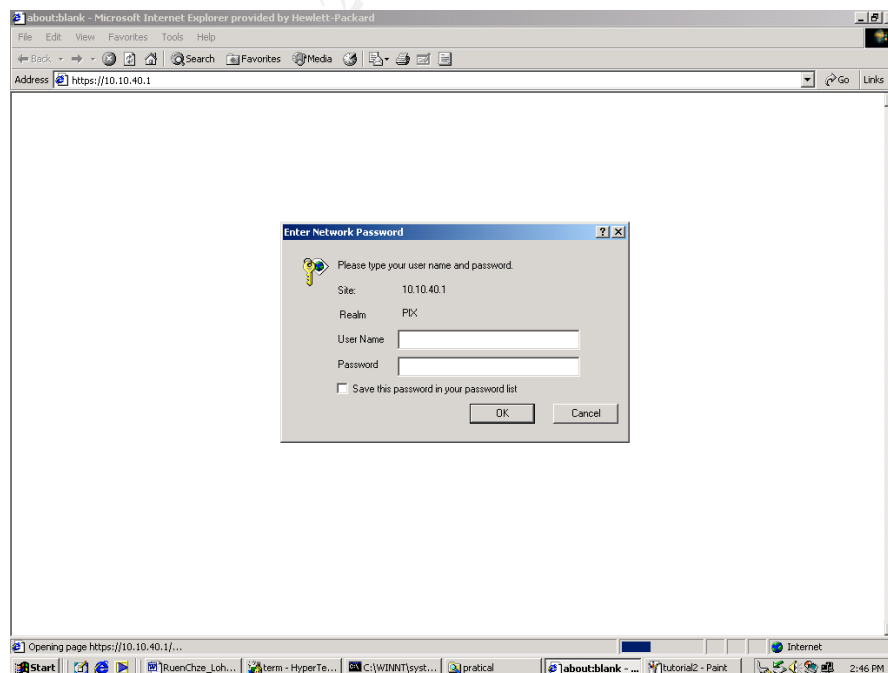 about:blank - Microsoft Internet Explorer provided by Hewlett-Packard
File Edit View Favorites Tools Help
Back Search Favorites Media
Address https://10.10.40.1 Go Links
Enter Network Password
Please type your user name and password.
Site: 10.10.40.1
Realm PIX
User Name
Password
Save this password in your password list
OK Cancel
Opening page https://10.10.40.1/... Internet
Start RuenChze_Loh... term - HyperTe... C:\WINNT\syst... pratical about:blank - ... tutorial2 - Paint 2:46 PM